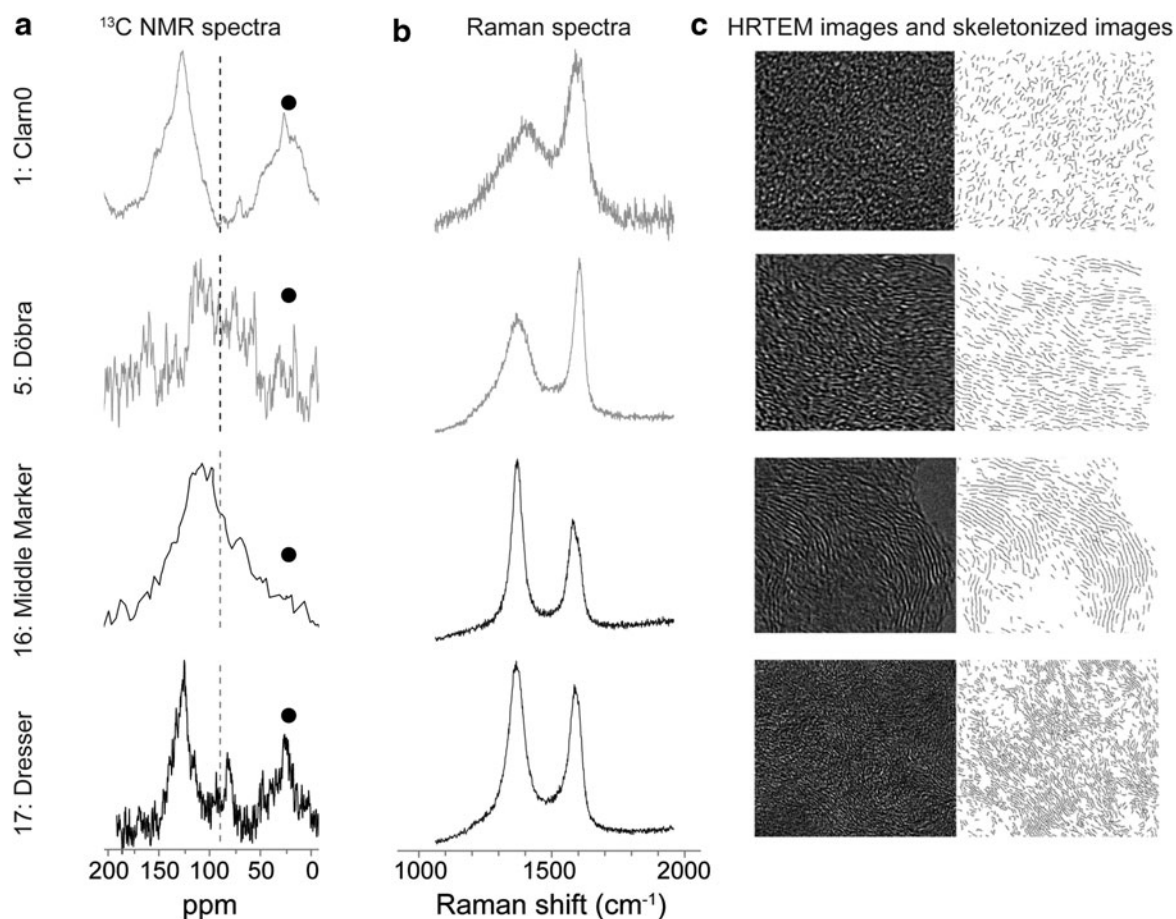 a
¹³C NMR spectra
b
Raman spectra
c
HRTEM images and skeletonized images
1: Clarn0
5: Döbra
16: Middle Marker
17: Dresser
200 150 100 50 0
ppm
1000 1500 2000
Raman shift (cm⁻¹)